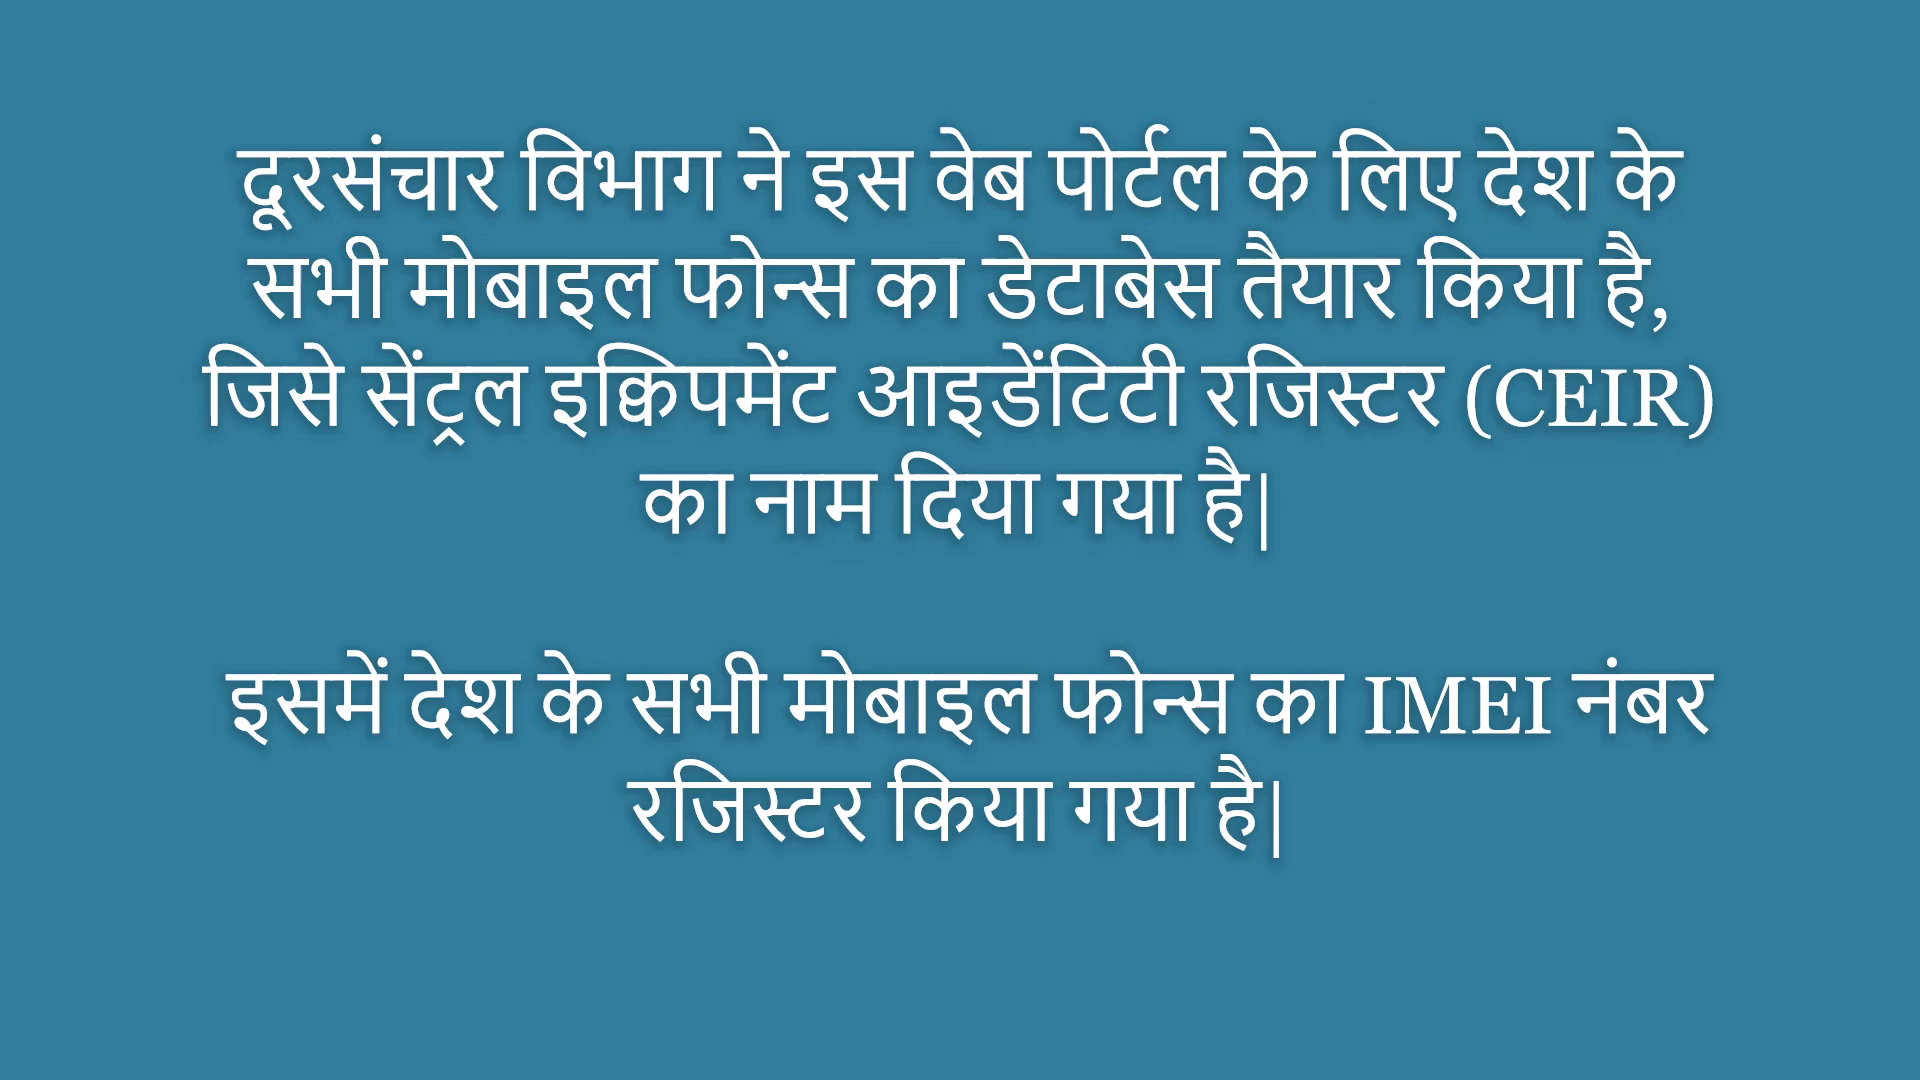 दूरसंचार विभाग ने इस वेब पोर्टल के लिए देश के
सभी मोबाइल फोन्स का डेटाबेस तैयार किया है,
जिसे सेंट्रल इक्विपमेंट आइडेंटिटी रजिस्टर (CEIR)
का नाम दिया गया है|
इसमें देश के सभी मोबाइल फोन्स का IMEI नंबर
रजिस्टर किया गया है|